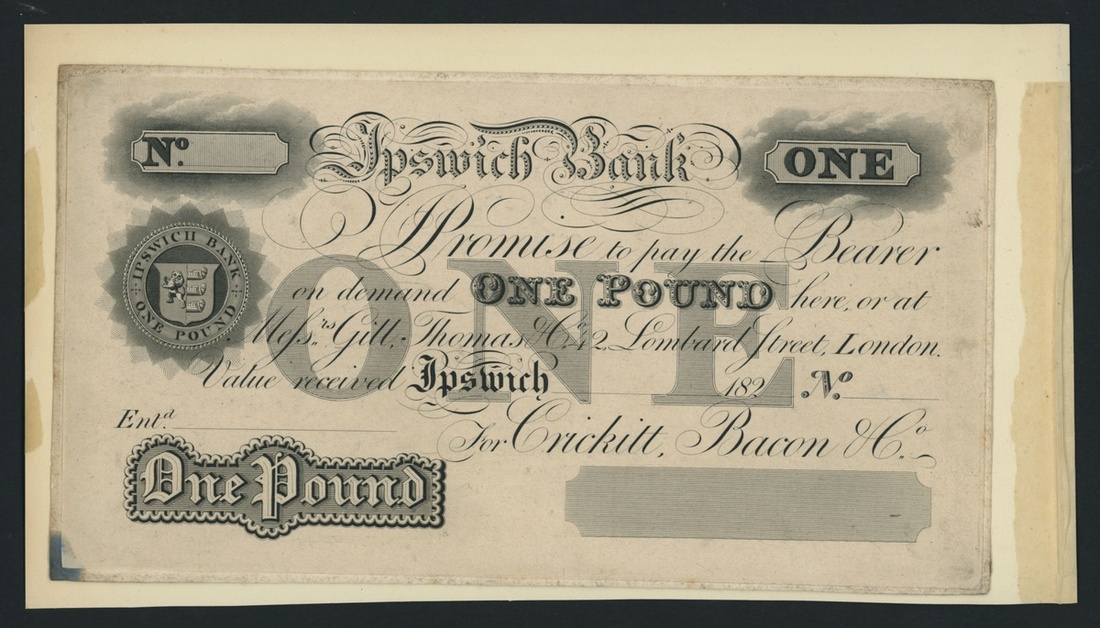 No.
Ipswich Bank
ONE
I Promise to pay the Bearer
on demand ONE POUND here, or at
Messrs. Gill, Thomas & Co. 42, Lombard Street, London.
Value received Ipswich 182 No.
ONE
IPSWICH BANK
ONE POUND
Entd.
For Crickitt, Bacon & Co.
One Pound